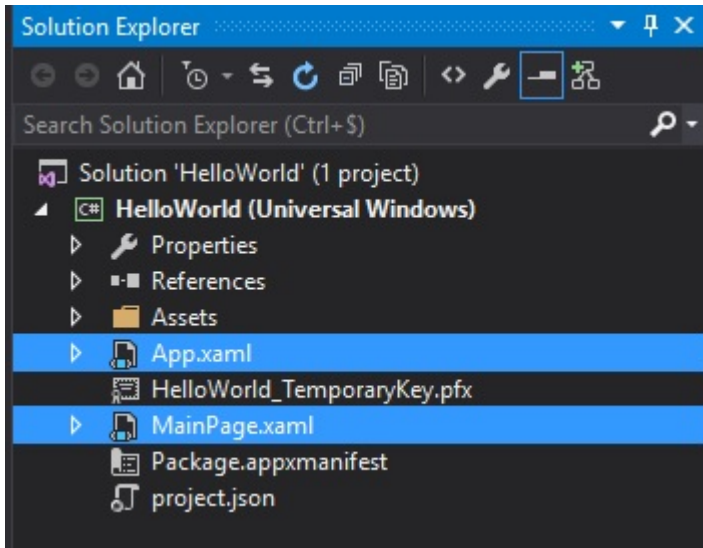 Solution Explorer
Search Solution Explorer (Ctrl+$)
Solution 'HelloWorld' (1 project)
C# HelloWorld (Universal Windows)
Properties
References
Assets
App.xaml
HelloWorld_TemporaryKey.pfx
MainPage.xaml
Package.appxmanifest
project.json